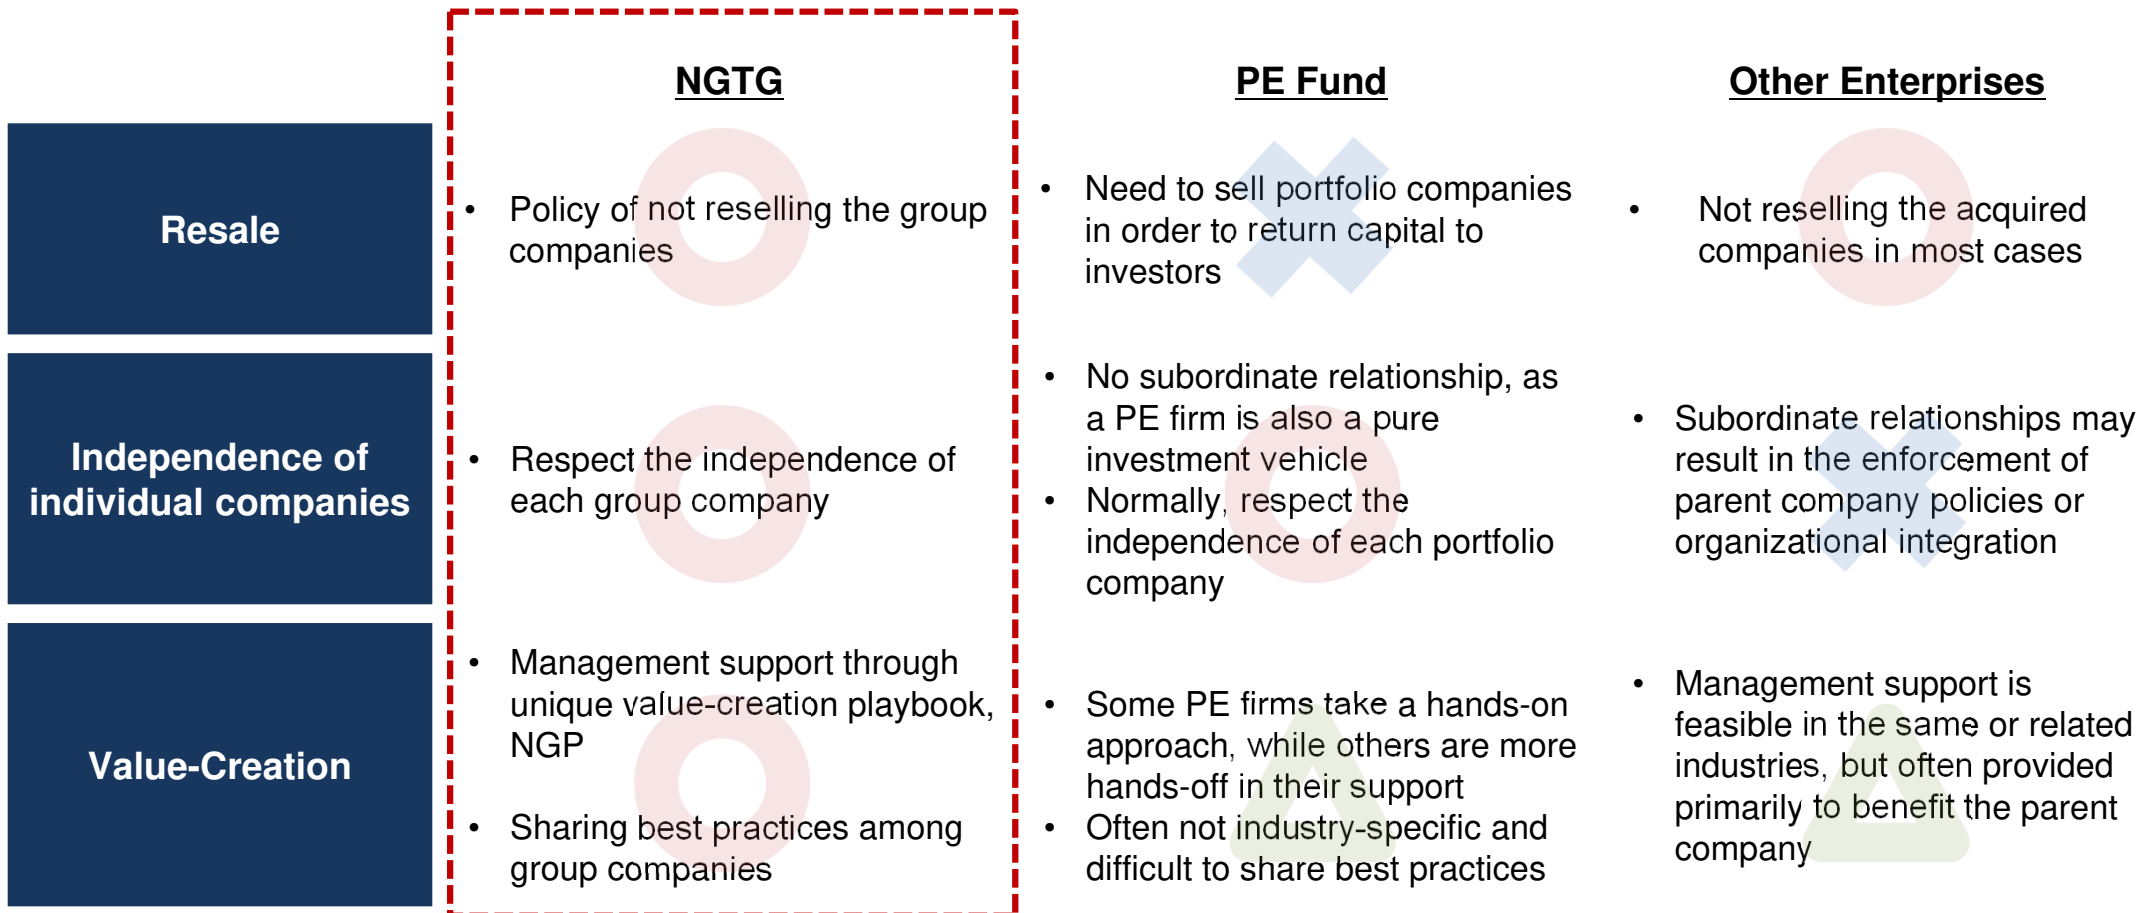 NGTG
PE Fund
Other Enterprises
Resale
• Policy of not reselling the group
companies
• Need to sell portfolio companies
in order to return capital to
investors
• Not reselling the acquired
companies in most cases
Independence of
individual companies
• Respect the independence of
each group company
• No subordinate relationship, as
a PE firm is also a pure
investment vehicle
• Normally, respect the
independence of each portfolio
company
• Subordinate relationships may
result in the enforcement of
parent company policies or
organizational integration
Value-Creation
• Management support through
unique value-creation playbook,
NGP
• Sharing best practices among
group companies
• Some PE firms take a hands-on
approach, while others are more
hands-off in their support
• Often not industry-specific and
difficult to share best practices
• Management support is
feasible in the same or related
industries, but often provided
primarily to benefit the parent
company